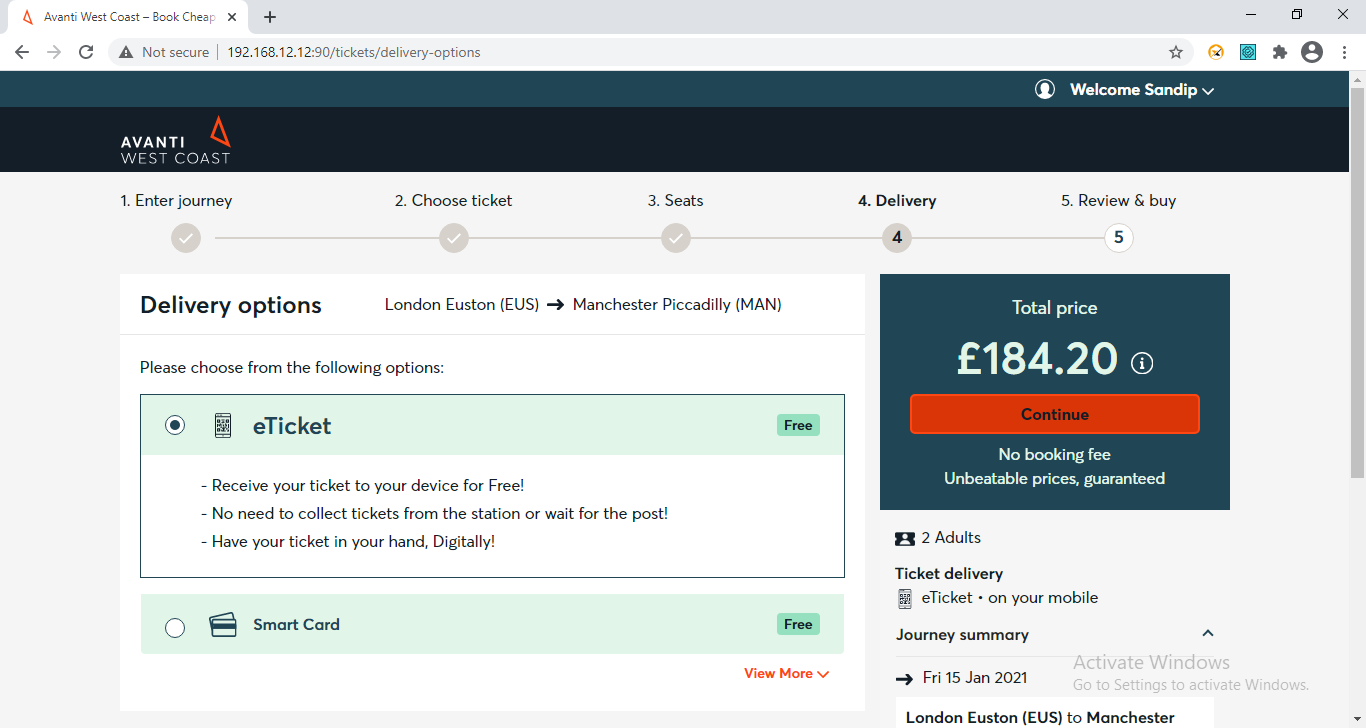 Avanti West Coast – Book Cheap
Not secure
192.168.12.12:90/tickets/delivery-options
Welcome Sandip
AVANTI
WEST COAST
1. Enter journey
2. Choose ticket
3. Seats
4. Delivery
5. Review & buy
4
5
Delivery options
London Euston (EUS) → Manchester Piccadilly (MAN)
Please choose from the following options:
eTicket
Free
- Receive your ticket to your device for Free!
- No need to collect tickets from the station or wait for the post!
- Have your ticket in your hand, Digitally!
Smart Card
Free
View More
Total price
£184.20
Continue
No booking fee
Unbeatable prices, guaranteed
2 Adults
Ticket delivery
eTicket • on your mobile
Journey summary
→ Fri 15 Jan 2021
London Euston (EUS) to Manchester
Activate Windows
Go to Settings to activate Windows.